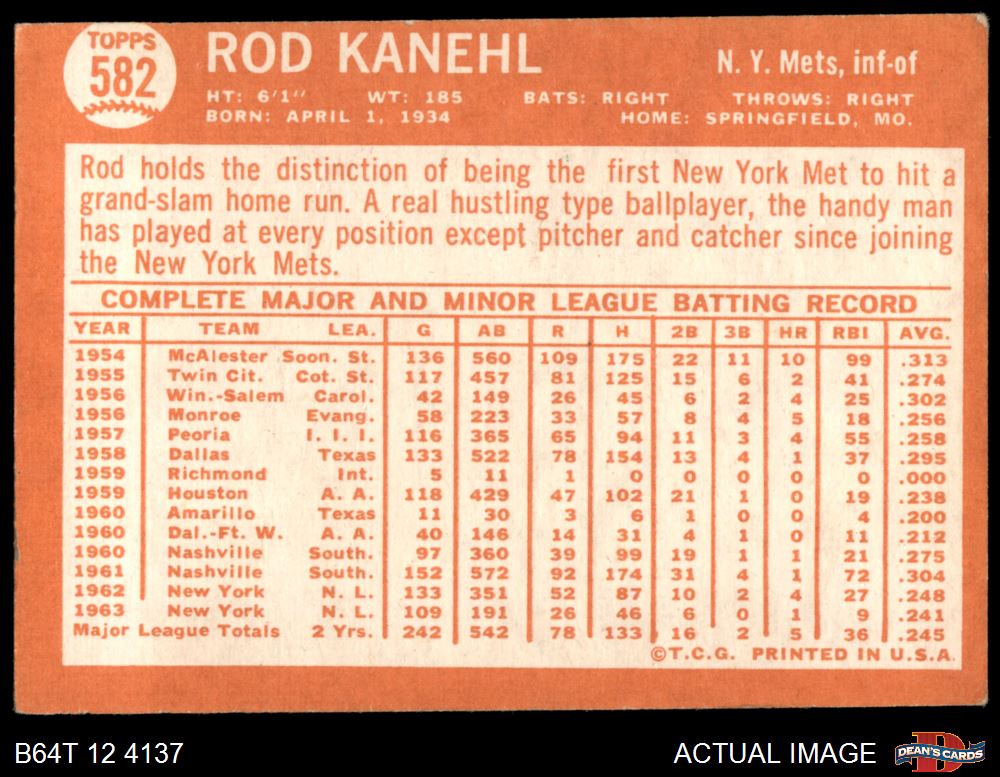 TOPPS
582
ROD KANEHL
N. Y. Mets, inf-of
HT: 6'1" WT: 185 BATS: RIGHT THROWS: RIGHT
BORN: APRIL 1, 1934 HOME: SPRINGFIELD, MO.
Rod holds the distinction of being the first New York Met to hit a
grand-slam home run. A real hustling type ballplayer, the handy man
has played at every position except pitcher and catcher since joining
the New York Mets.
COMPLETE MAJOR AND MINOR LEAGUE BATTING RECORD
YEAR TEAM LEA. G AB R H 2B 3B HR RBI AVG.
1954 McAlester Soon. St. 136 560 109 175 22 11 10 99 .313
1955 Twin Cit. Cot. St. 117 457 81 125 15 6 2 41 .274
1956 Win.-Salem Carol. 42 149 26 45 6 2 4 25 .302
1956 Monroe Evang. 58 223 33 57 8 4 5 18 .256
1957 Peoria I. I. I. 116 365 65 94 11 3 4 55 .258
1958 Dallas Texas 133 522 78 154 13 4 1 37 .295
1959 Richmond Int. 5 11 1 0 0 0 0 0 .000
1959 Houston A. A. 118 429 47 102 21 1 0 19 .238
1960 Amarillo Texas 11 30 3 6 1 0 0 4 .200
1960 Dal.-Ft. W. A. A. 40 146 14 31 4 1 0 11 .212
1960 Nashville South. 97 360 39 99 19 1 1 21 .275
1961 Nashville South. 152 572 92 174 31 4 1 72 .304
1962 New York N. L. 133 351 52 87 10 2 4 27 .248
1963 New York N. L. 109 191 26 46 6 0 1 9 .241
Major League Totals 2 Yrs. 242 542 78 133 16 2 5 36 .245
©T.C.G. PRINTED IN U.S.A.
B64T 12 4137
ACTUAL IMAGE
D
DEAN'S CARDS